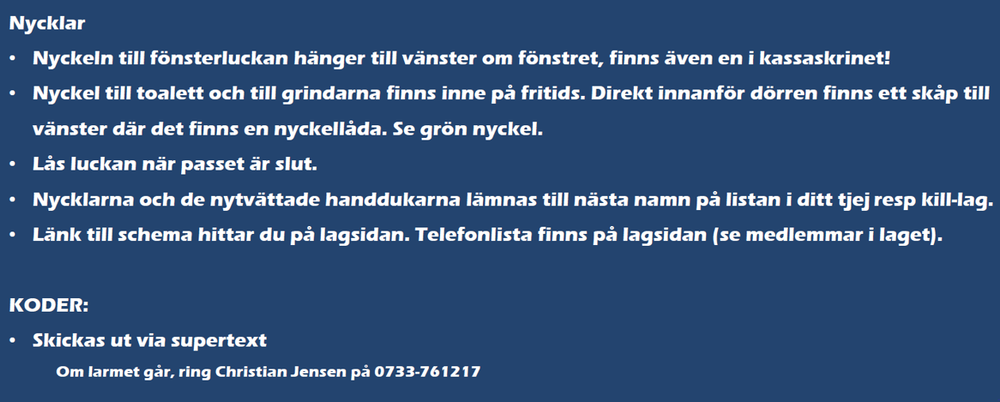 Nycklar
• Nyckeln till fönsterluckan hänger till vänster om fönstret, finns även en i kassaskrinet!
• Nyckel till toalett och till grindarna finns inne på fritids. Direkt innanför dörren finns ett skåp till
vänster där det finns en nyckellåda. Se grön nyckel.
• Lås luckan när passet är slut.
• Nycklarna och de nytvättade handdukarna lämnas till nästa namn på listan i ditt tjej resp kill-lag.
• Länk till schema hittar du på lagsidan. Telefonlista finns på lagsidan (se medlemmar i laget).
KODER:
• Skickas ut via supertext
Om larmet går, ring Christian Jensen på 0733-761217